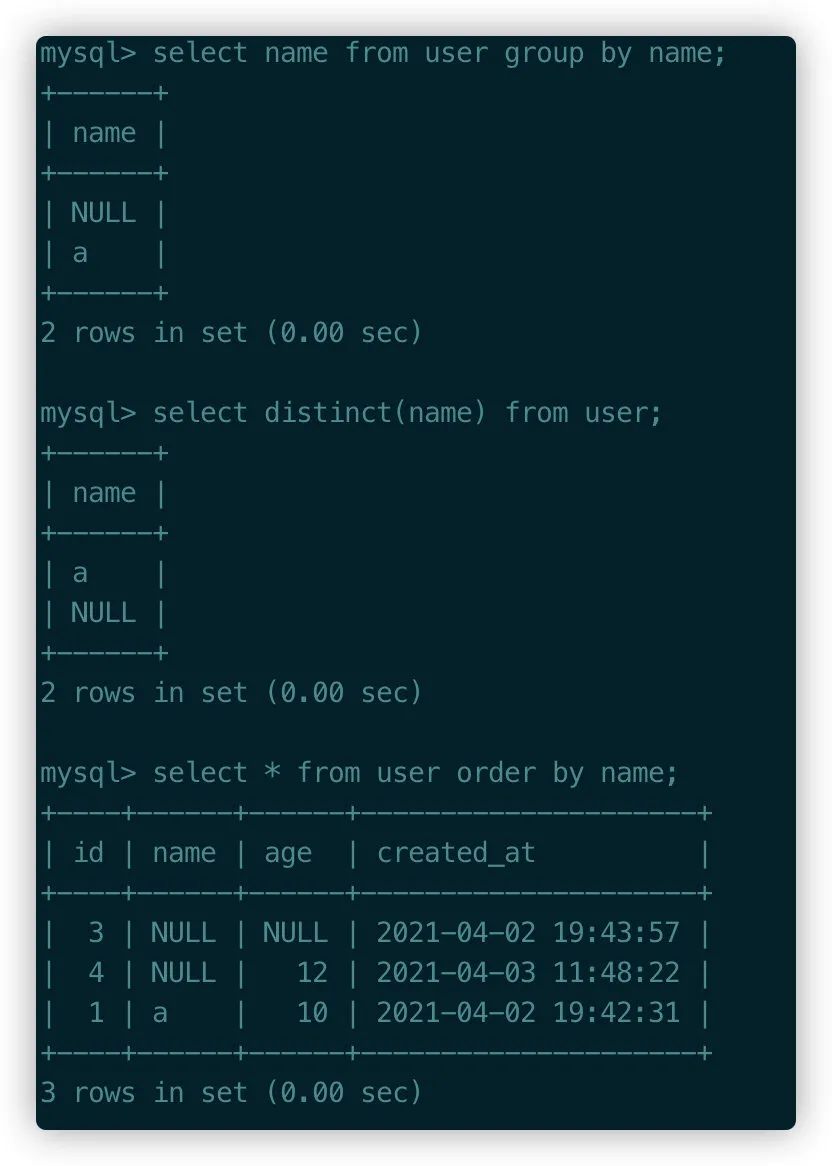 mysql> select name from user group by name;
+------+
| name |
+------+
| NULL |
| a    |
+------+
2 rows in set (0.00 sec)

mysql> select distinct(name) from user;
+------+
| name |
+------+
| a    |
| NULL |
+------+
2 rows in set (0.00 sec)

mysql> select * from user order by name;
+----+------+------+---------------------+
| id | name | age  | created_at          |
+----+------+------+---------------------+
|  3 | NULL | NULL | 2021-04-02 19:43:57 |
|  4 | NULL |   12 | 2021-04-03 11:48:22 |
|  1 | a    |   10 | 2021-04-02 19:42:31 |
+----+------+------+---------------------+
3 rows in set (0.00 sec)